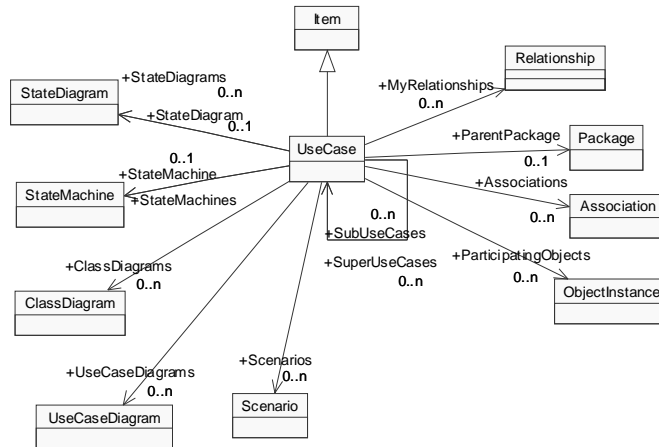 Item
Relationship
+StateDiagrams
0..n
+MyRelationships
0..n
StateDiagram
+StateDiagram
0..1
+ParentPackage
Package
UseCase
0..1
0..1
+StateMachine
+Associations
StateMachine
+StateMachines
0..n
Association
0..n
+SubUseCases
+SuperUseCases
0..n
+ParticipatingObjects
0..n
+ClassDiagrams
0..n
ClassDiagram
ObjectInstance
+Scenarios
0..n
+UseCaseDiagrams
0..n
Scenario
UseCaseDiagram